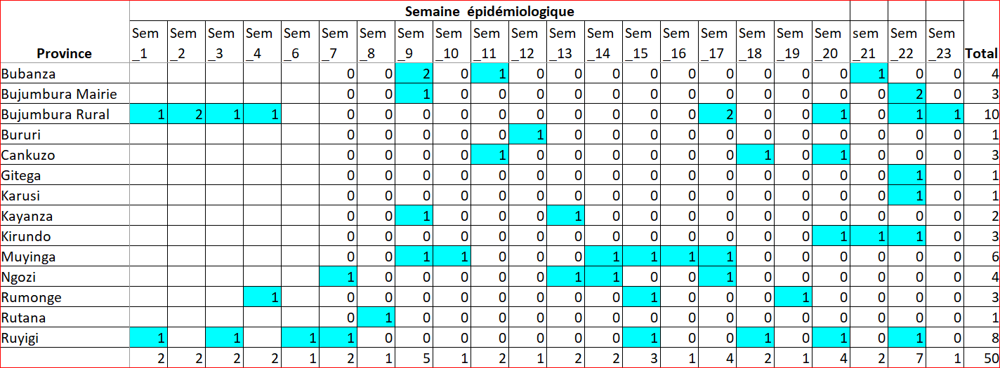 Semaine épidémiologique
Province Sem_1 Sem_2 Sem_3 Sem_4 Sem_6 Sem_7 Sem_8 Sem_9 Sem_10 Sem_11 Sem_12 Sem_13 Sem_14 Sem_15 Sem_16 Sem_17 Sem_18 Sem_19 Sem_20 sem_21 Sem_22 Sem_23 Total
Bubanza 0 0 2 0 1 0 0 0 0 0 0 0 0 0 1 0 0 4
Bujumbura Mairie 0 0 1 0 0 0 0 0 0 0 0 0 0 0 0 2 0 3
Bujumbura Rural 1 2 1 1 0 0 0 0 0 0 0 0 0 0 2 0 0 1 0 1 1 10
Bururi 0 0 0 0 0 1 0 0 0 0 0 0 0 0 0 0 0 1
Cankuzo 0 0 0 0 1 0 0 0 0 0 0 1 0 1 0 0 0 3
Gitega 0 0 0 0 0 0 0 0 0 0 0 0 0 0 0 1 0 1
Karusi 0 0 0 0 0 0 0 0 0 0 0 0 0 0 0 1 0 1
Kayanza 0 0 1 0 0 0 1 0 0 0 0 0 0 0 0 0 0 2
Kirundo 0 0 0 0 0 0 0 0 0 0 0 0 0 1 1 1 0 3
Muyinga 0 0 1 1 0 0 0 1 1 1 1 0 0 0 0 0 0 6
Ngozi 1 0 0 0 0 0 1 1 0 0 1 0 0 0 0 0 0 4
Rumonge 1 0 0 0 0 0 0 0 0 1 0 0 0 1 0 0 0 0 3
Rutana 0 1 0 0 0 0 0 0 0 0 0 0 0 0 0 0 0 1
Ruyigi 1 1 1 1 0 0 0 0 0 0 0 1 0 0 1 0 1 0 1 0 8
2 2 2 2 1 2 1 5 1 2 1 2 2 3 1 4 2 1 4 2 7 1 50